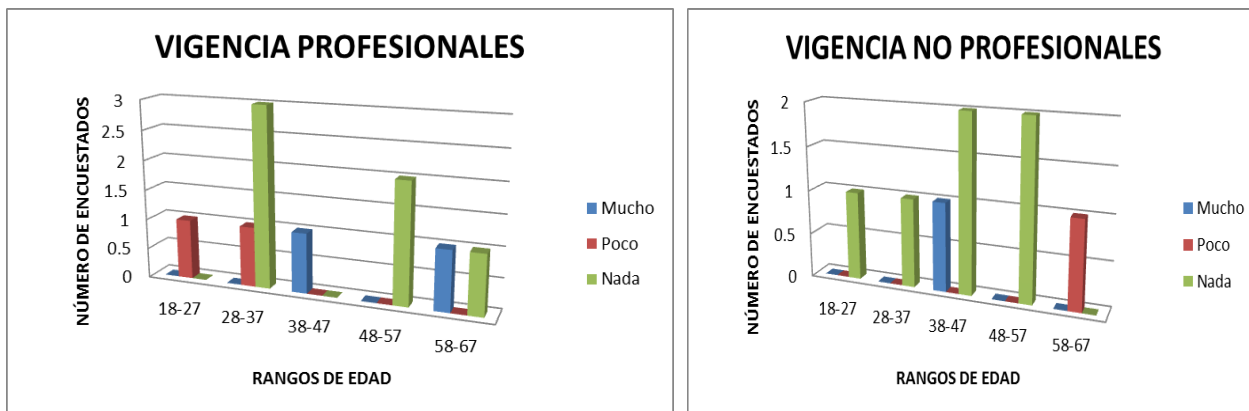 VIGENCIA PROFESIONALES
NÚMERO DE ENCUESTADOS
3
2.5
2
1.5
1
0.5
0
18-27
28-37
38-47
48-57
58-67
RANGOS DE EDAD
Mucho
Poco
Nada
VIGENCIA NO PROFESIONALES
NÚMERO DE ENCUESTADOS
2
1.5
1
0.5
0
18-27
28-37
38-47
48-57
58-67
RANGOS DE EDAD
Mucho
Poco
Nada